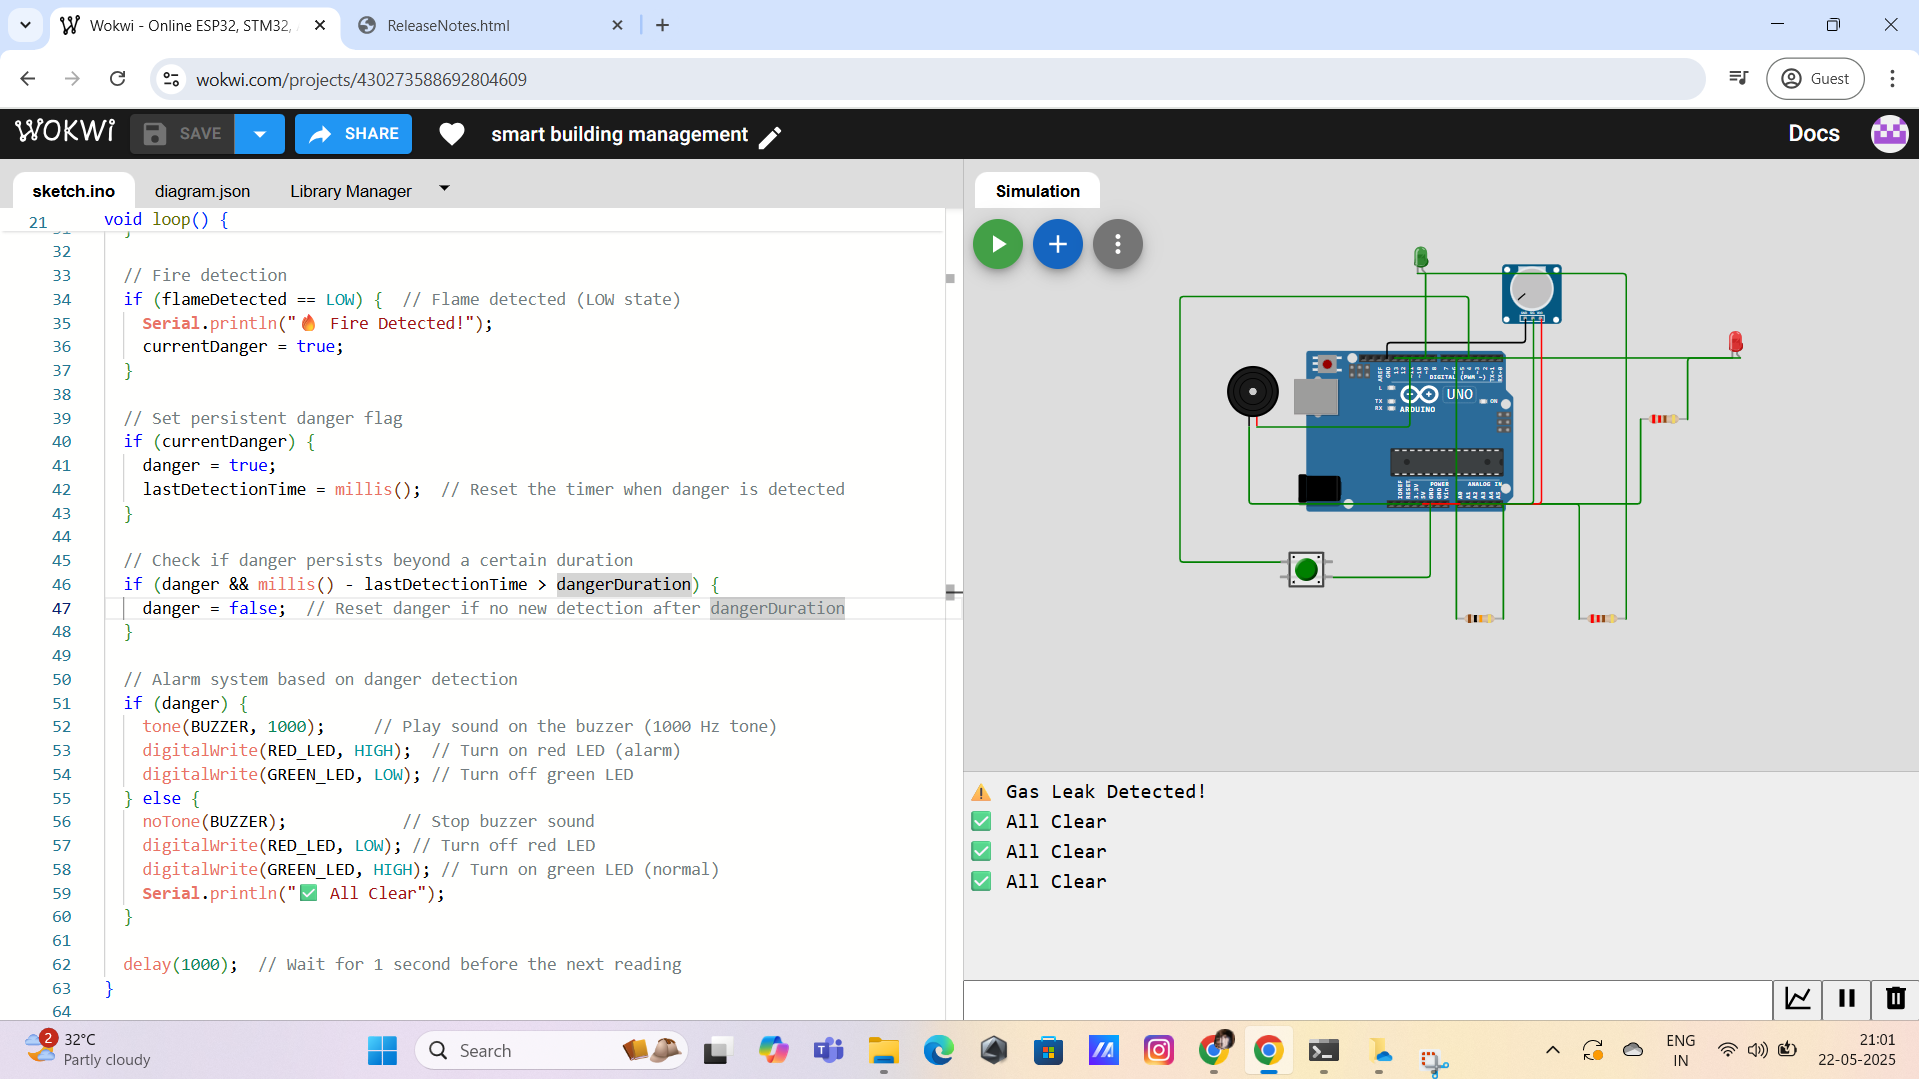 Wokwi - Online ESP32, STM32,
ReleaseNotes.html
wokwi.com/projects/430273588692804609
Guest
WOKWi
SAVE
SHARE
smart building management
Docs
sketch.ino
diagram.json
Library Manager
Simulation
21 void loop() {
31 }
32
33 // Fire detection
34 if (flameDetected == LOW) { // Flame detected (LOW state)
35 Serial.println("🔥 Fire Detected!");
36 currentDanger = true;
37 }
38
39 // Set persistent danger flag
40 if (currentDanger) {
41 danger = true;
42 lastDetectionTime = millis(); // Reset the timer when danger is detected
43 }
44
45 // Check if danger persists beyond a certain duration
46 if (danger && millis() - lastDetectionTime > dangerDuration) {
47 danger = false; // Reset danger if no new detection after dangerDuration
48 }
49
50 // Alarm system based on danger detection
51 if (danger) {
52 tone(BUZZER, 1000); // Play sound on the buzzer (1000 Hz tone)
53 digitalWrite(RED_LED, HIGH); // Turn on red LED (alarm)
54 digitalWrite(GREEN_LED, LOW); // Turn off green LED
55 } else {
56 noTone(BUZZER); // Stop buzzer sound
57 digitalWrite(RED_LED, LOW); // Turn off red LED
58 digitalWrite(GREEN_LED, HIGH); // Turn on green LED (normal)
59 Serial.println("✅ All Clear");
60 }
61
62 delay(1000); // Wait for 1 second before the next reading
63 }
64
DIGITAL (PWM ~)
L
TX
RX
UNO
ON
ARDUINO
POWER
ANALOG IN
⚠️ Gas Leak Detected!
✅ All Clear
✅ All Clear
✅ All Clear
2
32°C
Partly cloudy
Search
ENG
IN
21:01
22-05-2025